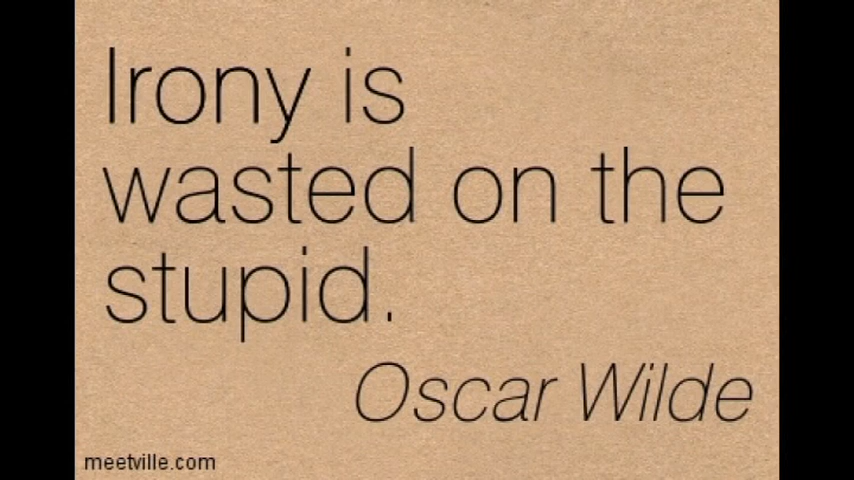 Irony is
wasted on the
stupid.
Oscar Wilde
meetville.com